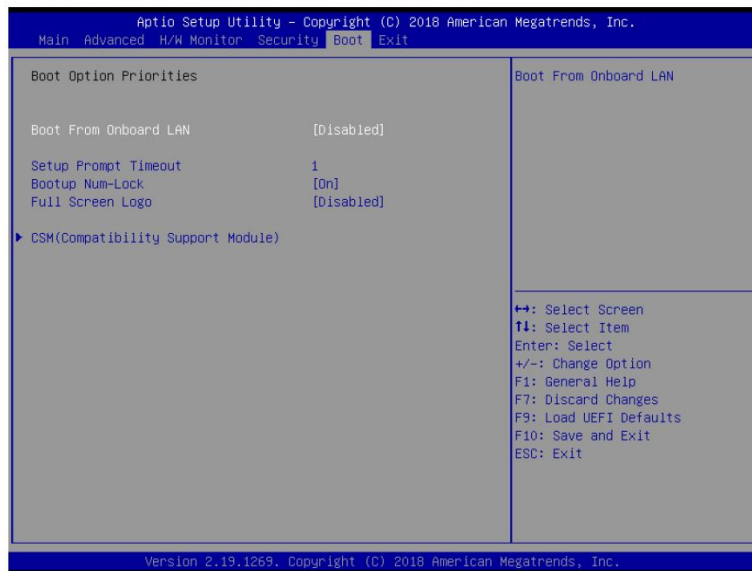 Aptio Setup Utility – Copyright (C) 2018 American Megatrends, Inc.
Main Advanced H/W Monitor Security Boot Exit
Boot Option Priorities
Boot From Onboard LAN [Disabled]
Setup Prompt Timeout 1
Bootup Num-Lock [On]
Full Screen Logo [Disabled]
▶ CSM(Compatibility Support Module)
Boot From Onboard LAN
↔: Select Screen
↑↓: Select Item
Enter: Select
+/-: Change Option
F1: General Help
F7: Discard Changes
F9: Load UEFI Defaults
F10: Save and Exit
ESC: Exit
Version 2.19.1269. Copyright (C) 2018 American Megatrends, Inc.